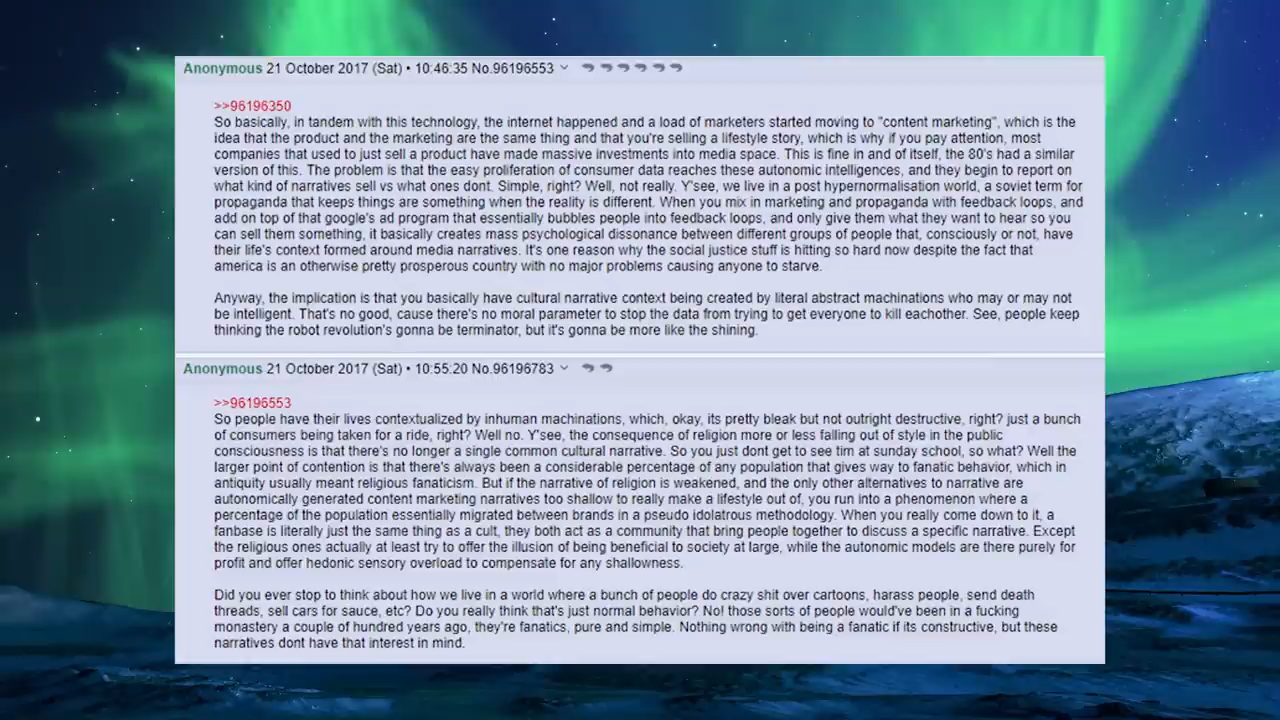 Anonymous 21 October 2017 (Sat) • 10:46:35 No.96196553
>>96196350
So basically, in tandem with this technology, the internet happened and a load of marketers started moving to "content marketing", which is the
idea that the product and the marketing are the same thing and that you're selling a lifestyle story, which is why if you pay attention, most
companies that used to just sell a product have made massive investments into media space. This is fine in and of itself, the 80's had a similar
version of this. The problem is that the easy proliferation of consumer data reaches these autonomic intelligences, and they begin to report on
what kind of narratives sell vs what ones dont. Simple, right? Well, not really. Y'see, we live in a post hypernormalisation world, a soviet term for
propaganda that keeps things are something when the reality is different. When you mix in marketing and propaganda with feedback loops, and
add on top of that google's ad program that essentially bubbles people into feedback loops, and only give them what they want to hear so you
can sell them something, it basically creates mass psychological dissonance between different groups of people that, consciously or not, have
their life's context formed around media narratives. It's one reason why the social justice stuff is hitting so hard now despite the fact that
america is an otherwise pretty prosperous country with no major problems causing anyone to starve.
Anyway, the implication is that you basically have cultural narrative context being created by literal abstract machinations who may or may not
be intelligent. That's no good, cause there's no moral parameter to stop the data from trying to get everyone to kill eachother. See, people keep
thinking the robot revolution's gonna be terminator, but it's gonna be more like the shining.
Anonymous 21 October 2017 (Sat) • 10:55:20 No.96196783
>>96196553
So people have their lives contextualized by inhuman machinations, which, okay, its pretty bleak but not outright destructive, right? just a bunch
of consumers being taken for a ride, right? Well no. Y'see, the consequence of religion more or less falling out of style in the public
consciousness is that there's no longer a single common cultural narrative. So you just dont get to see tim at sunday school, so what? Well the
larger point of contention is that there's always been a considerable percentage of any population that gives way to fanatic behavior, which in
antiquity usually meant religious fanaticism. But if the narrative of religion is weakened, and the only other alternatives to narrative are
autonomically generated content marketing narratives too shallow to really make a lifestyle out of, you run into a phenomenon where a
percentage of the population essentially migrated between brands in a pseudo idolatrous methodology. When you really come down to it, a
fanbase is literally just the same thing as a cult, they both act as a community that bring people together to discuss a specific narrative. Except
the religious ones actually at least try to offer the illusion of being beneficial to society at large, while the autonomic models are there purely for
profit and offer hedonic sensory overload to compensate for any shallowness.
Did you ever stop to think about how we live in a world where a bunch of people do crazy shit over cartoons, harass people, send death
threads, sell cars for sauce, etc? Do you really think that's just normal behavior? No! those sorts of people would've been in a fucking
monastery a couple of hundred years ago, they're fanatics, pure and simple. Nothing wrong with being a fanatic if its constructive, but these
narratives dont have that interest in mind.